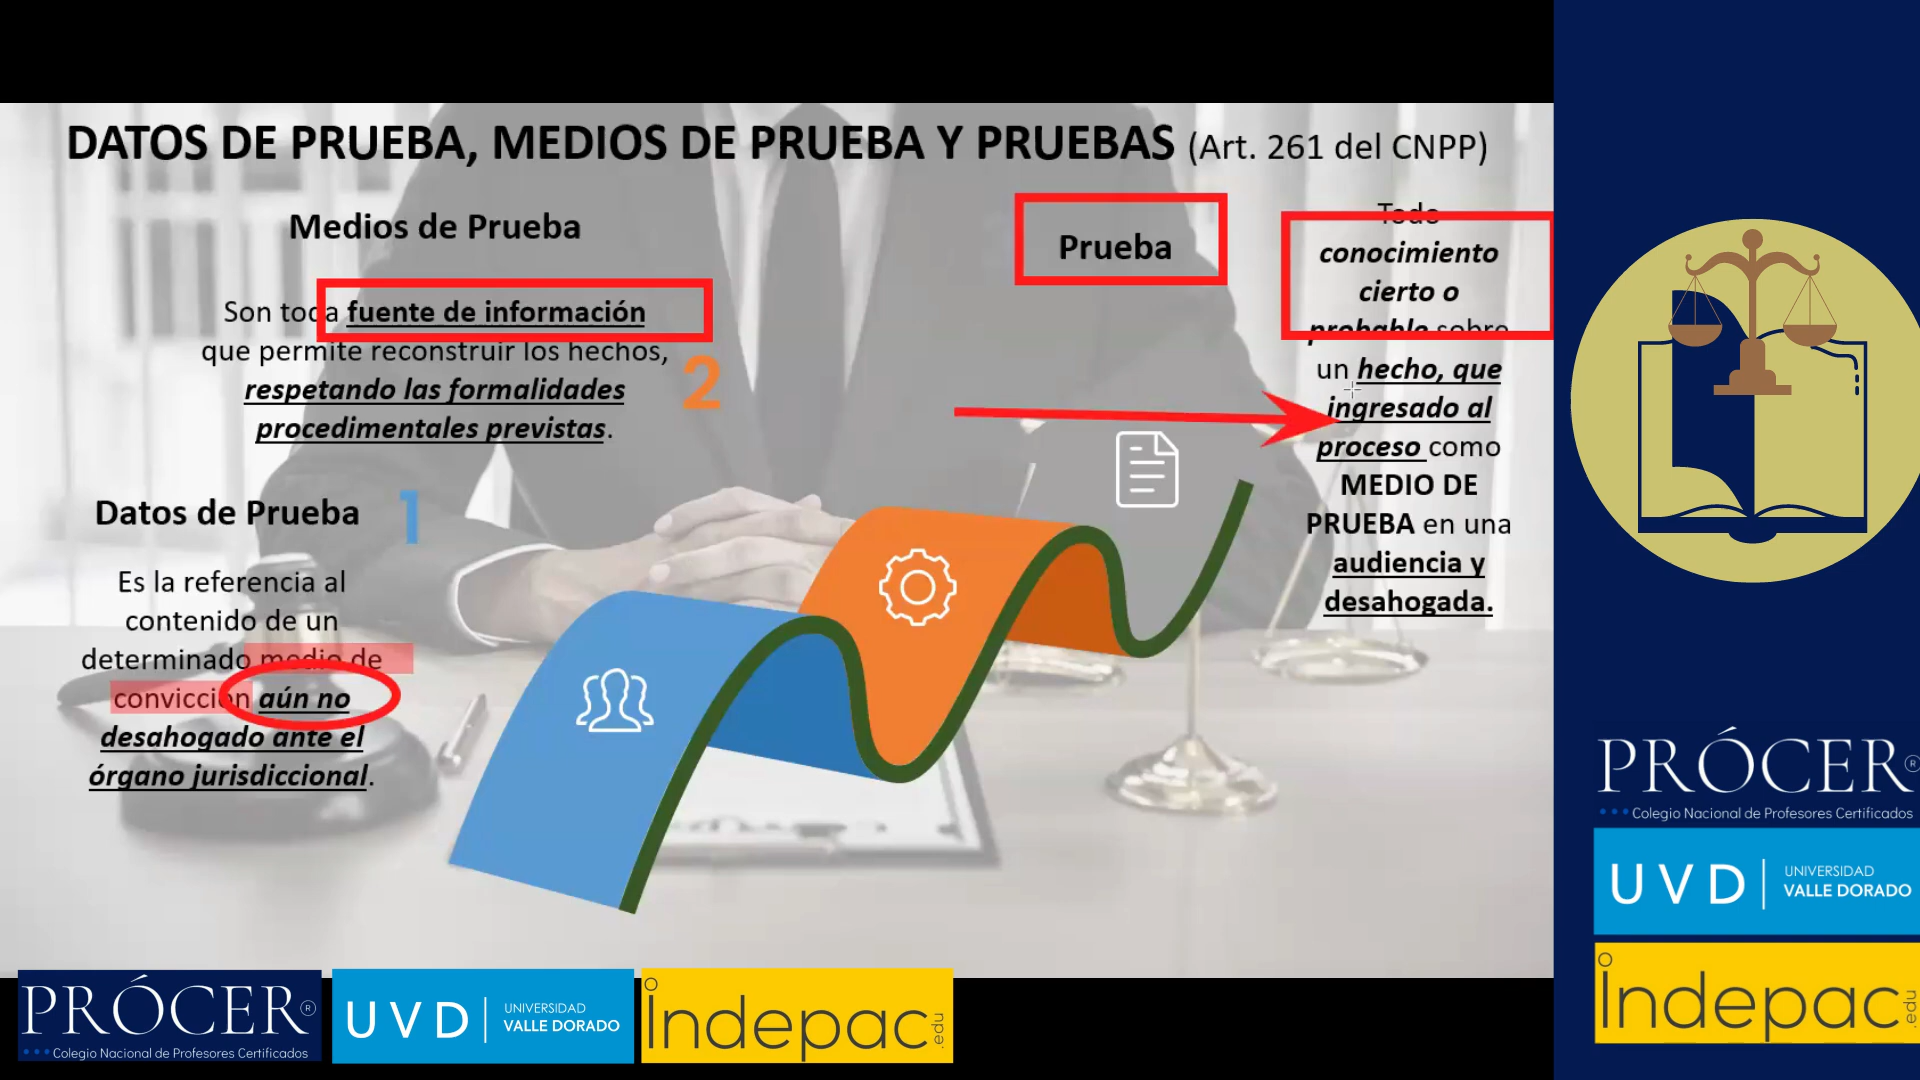 DATOS DE PRUEBA, MEDIOS DE PRUEBA Y PRUEBAS (Art. 261 del CNPP)
Medios de Prueba
Son toda fuente de información
que permite reconstruir los hechos,
respetando las formalidades
procedimentales previstas.
2
Datos de Prueba
1
Es la referencia al
contenido de un
determinado medio de
convicción aún no
desahogado ante el
órgano jurisdiccional.
Prueba
Todo
conocimiento
cierto o
probable sobre
un hecho, que
ingresado al
proceso como
MEDIO DE
PRUEBA en una
audiencia y
desahogada.
PRÓCER®
Colegio Nacional de Profesores Certificados
UVD
UNIVERSIDAD
VALLE DORADO
Indepac
.edu
PRÓCER®
Colegio Nacional de Profesores Certificados
UVD
UNIVERSIDAD
VALLE DORADO
Indepac
.edu